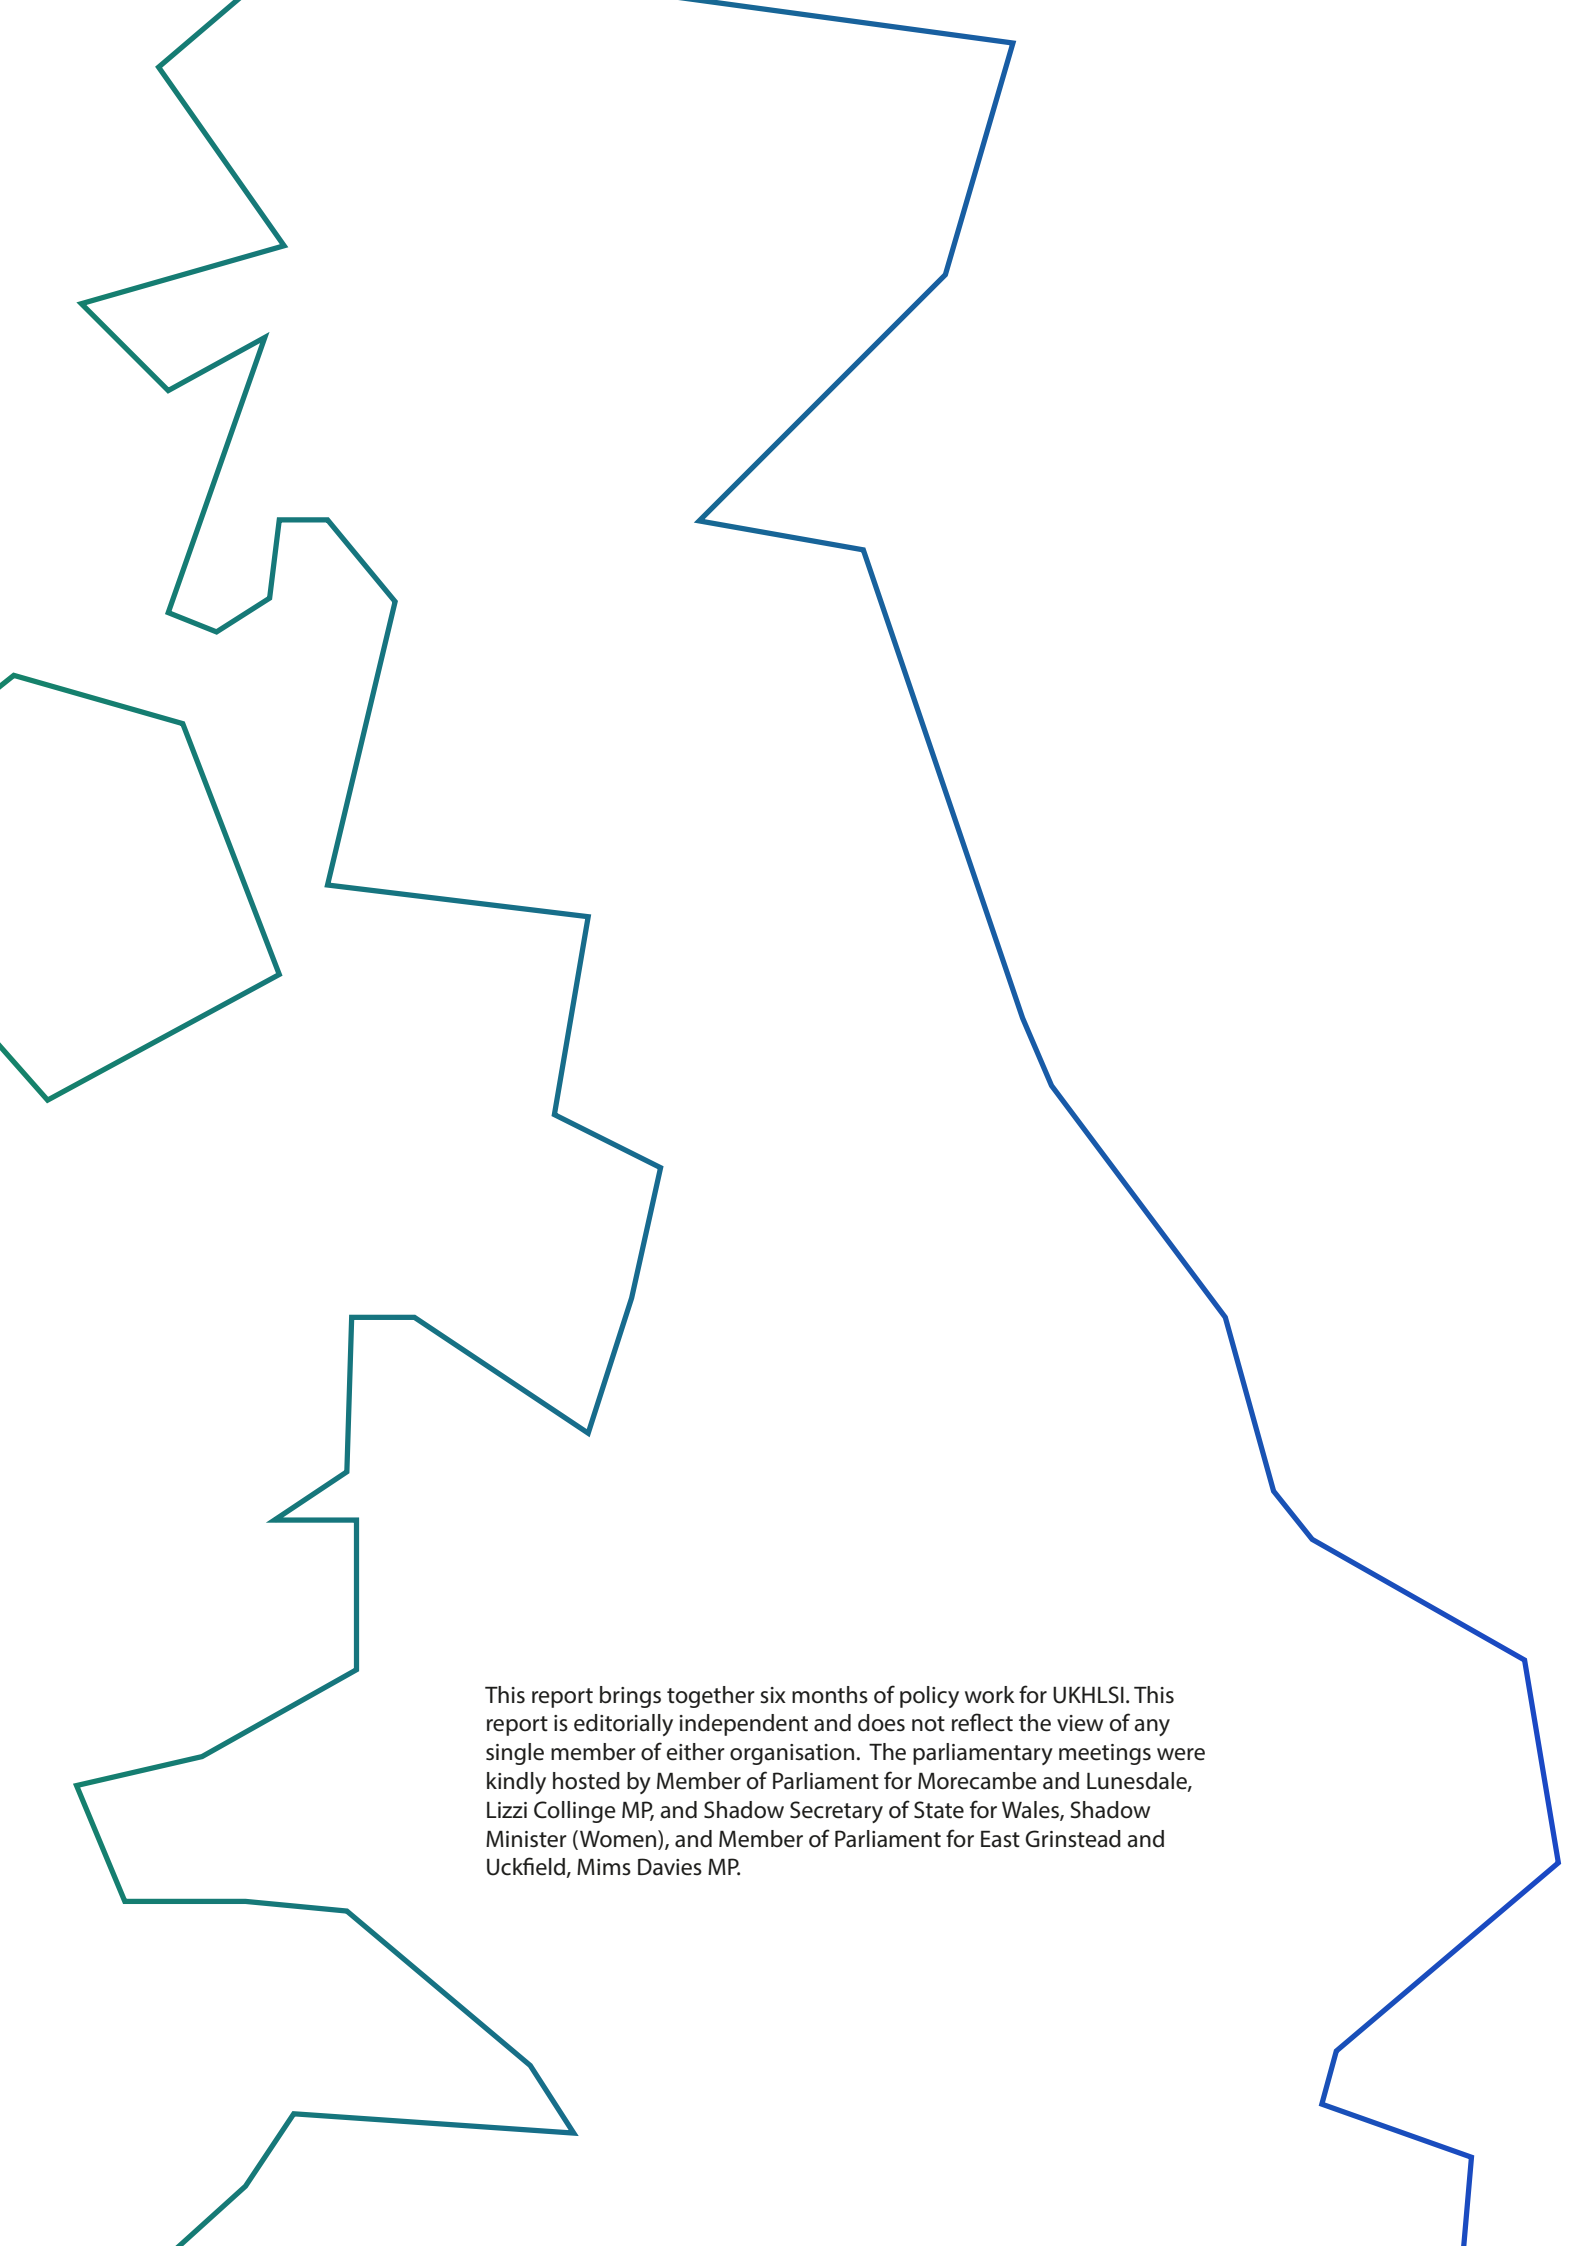 This report brings together six months of policy work for UKHLSI. This
report is editorially independent and does not reflect the view of any
single member of either organisation.  The parliamentary meetings were
kindly hosted by Member of Parliament for Morecambe and Lunesdale,
Lizzi Collinge MP, and Shadow Secretary of State for Wales, Shadow
Minister (Women), and Member of Parliament for East Grinstead and
Uckfield, Mims Davies MP.